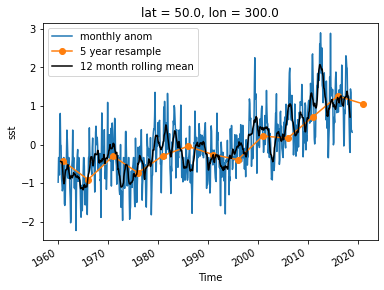 lat = 50.0, lon = 300.0
monthly anom
5 year resample
12 month rolling mean
3
2
1
0
−1
−2
sst
1960
1970
1980
1990
2000
2010
2020
Time